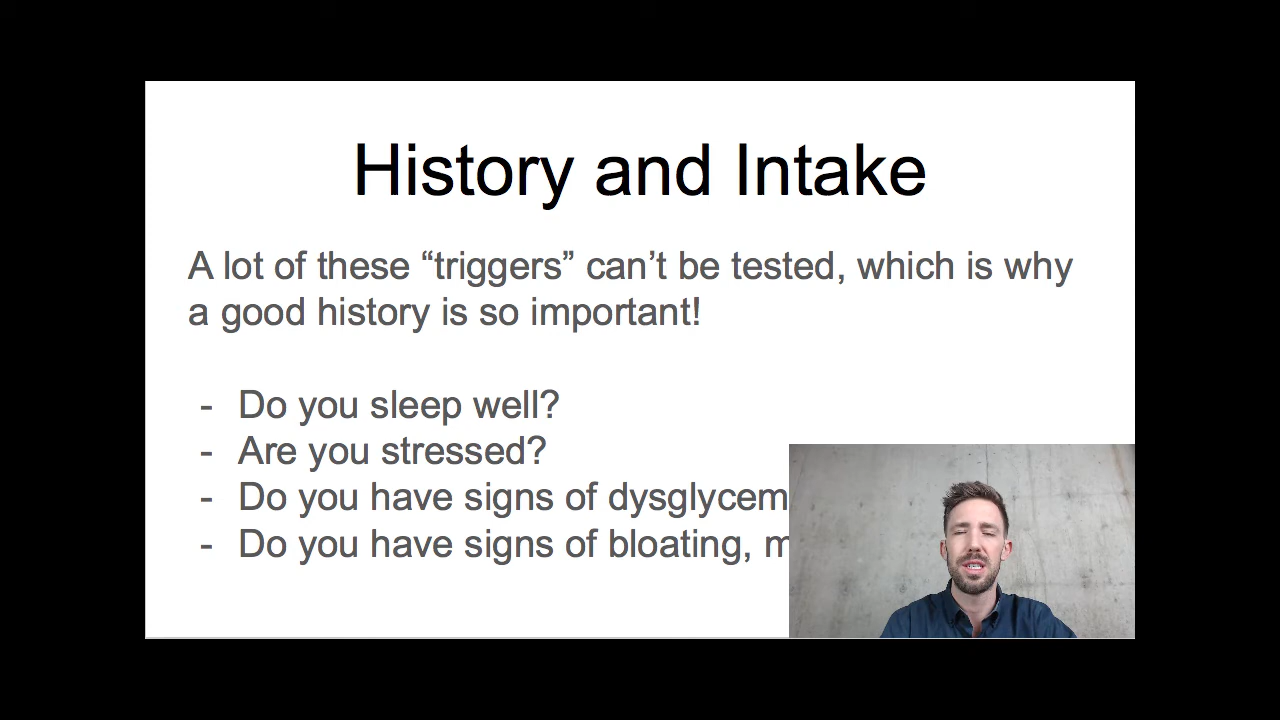 History and Intake
A lot of these “triggers” can’t be tested, which is why
a good history is so important!
- Do you sleep well?
- Are you stressed?
- Do you have signs of
- Do you have signs of bloating,